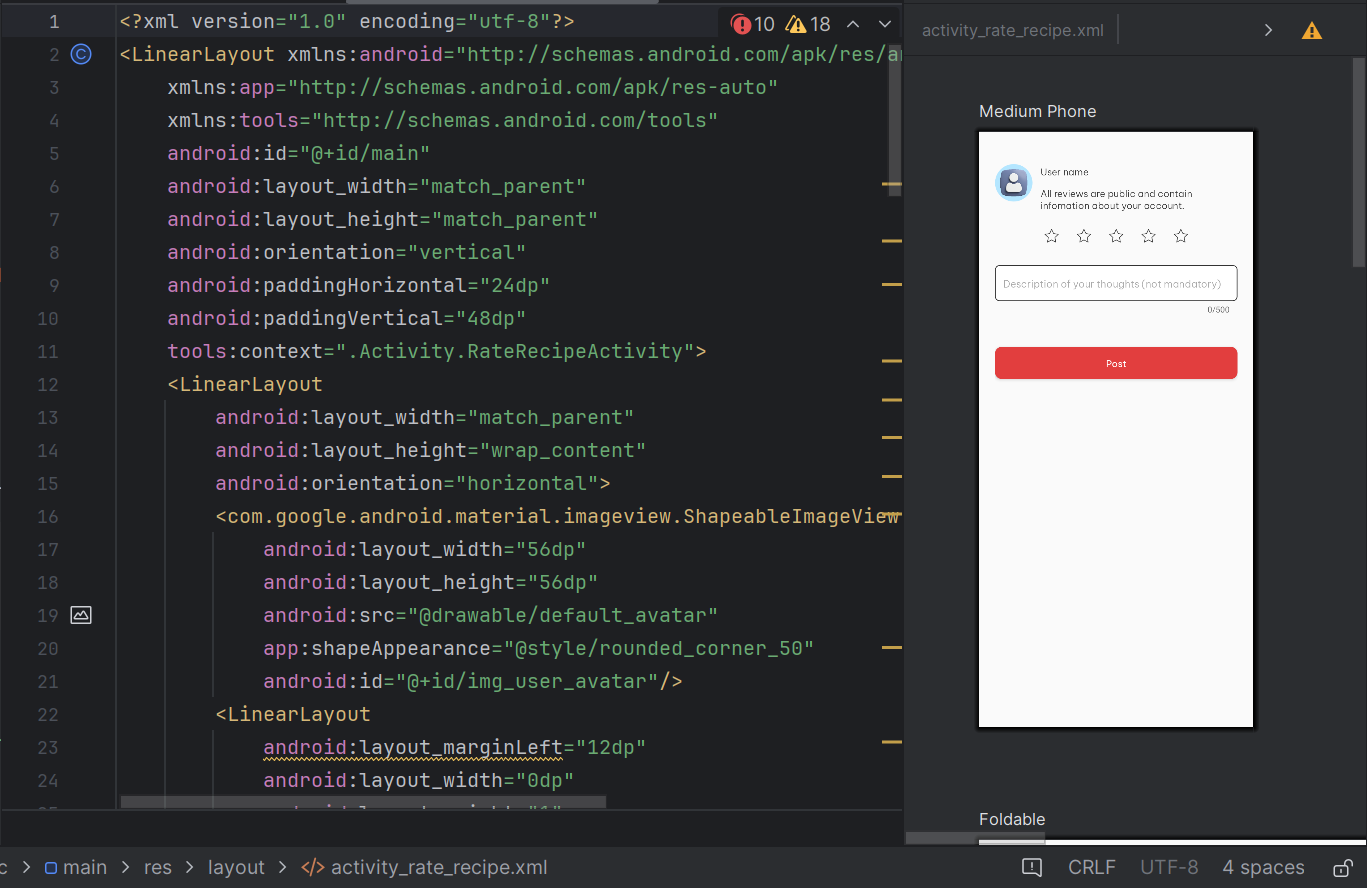 1 <?xml version="1.0" encoding="utf-8"?> 10 18
2 <LinearLayout xmlns:android="http://schemas.android.com/apk/res/an
3 xmlns:app="http://schemas.android.com/apk/res-auto"
4 xmlns:tools="http://schemas.android.com/tools"
5 android:id="@+id/main"
6 android:layout_width="match_parent"
7 android:layout_height="match_parent"
8 android:orientation="vertical"
9 android:paddingHorizontal="24dp"
10 android:paddingVertical="48dp"
11 tools:context=".Activity.RateRecipeActivity">
12 <LinearLayout
13 android:layout_width="match_parent"
14 android:layout_height="wrap_content"
15 android:orientation="horizontal">
16 <com.google.android.material.imageview.ShapeableImageView
17 android:layout_width="56dp"
18 android:layout_height="56dp"
19 android:src="@drawable/default_avatar"
20 app:shapeAppearance="@style/rounded_corner_50"
21 android:id="@+id/img_user_avatar"/>
22 <LinearLayout
23 android:layout_marginLeft="12dp"
24 android:layout_width="0dp"
activity_rate_recipe.xml
Medium Phone
User name
All reviews are public and contain
infomation about your account.
Description of your thoughts (not mandatory)
0/500
Post
Foldable
c > main > res > layout > </> activity_rate_recipe.xml
CRLF UTF-8 4 spaces